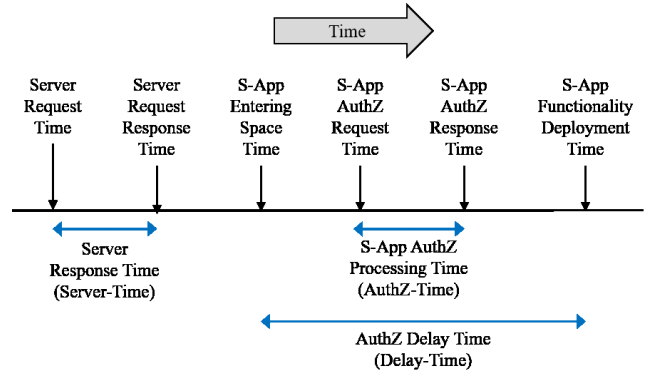 Time
Server
Request
Time
Server
Request
Response
Time
S-App
Entering
Space
Time
S-App
AuthZ
Request
Time
S-App
AuthZ
Response
Time
S-App
Functionality
Deployment
Time
Server
Response Time
(Server-Time)
S-App AuthZ
Processing Time
(AuthZ-Time)
AuthZ Delay Time
(Delay-Time)